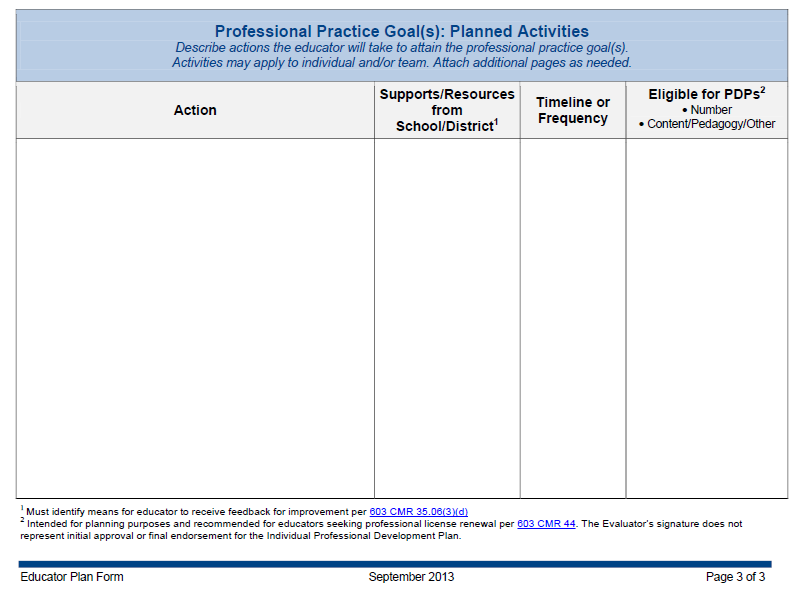 Professional Practice Goal(s): Planned Activities
Describe actions the educator will take to attain the professional practice goal(s).
Activities may apply to individual and/or team. Attach additional pages as needed.
Action
Supports/Resources
from
School/District1
Timeline or
Frequency
Eligible for PDPs2
• Number
• Content/Pedagogy/Other
1 Must identify means for educator to receive feedback for improvement per 603 CMR 35.06(3)(d)
2 Intended for planning purposes and recommended for educators seeking professional license renewal per 603 CMR 44. The Evaluator's signature does not
represent initial approval or final endorsement for the Individual Professional Development Plan.
Educator Plan Form
September 2013
Page 3 of 3